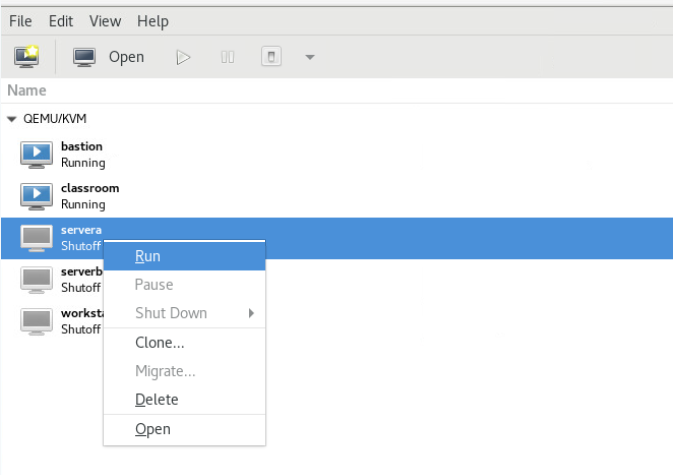 File Edit View Help
Open
Name
QEMU/KVM
bastion
Running
classroom
Running
servera
Shutoff
Run
serverb
Shutoff
Pause
worksta
Shutoff
Shut Down
Clone...
Migrate...
Delete
Open